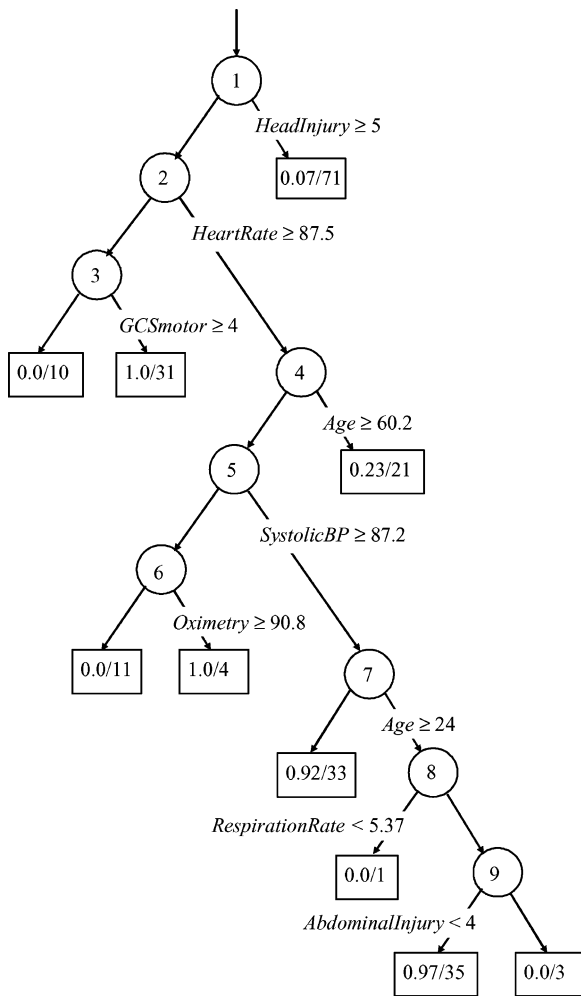 1
HeadInjury ≥ 5
0.07/71
2
HeartRate ≥ 87.5
3
GCSmotor ≥ 4
0.0/10
1.0/31
4
Age ≥ 60.2
0.23/21
5
SystolicBP ≥ 87.2
6
Oximetry ≥ 90.8
0.0/11
1.0/4
7
Age ≥ 24
0.92/33
8
RespirationRate < 5.37
0.0/1
9
AbdominalInjury < 4
0.97/35
0.0/3